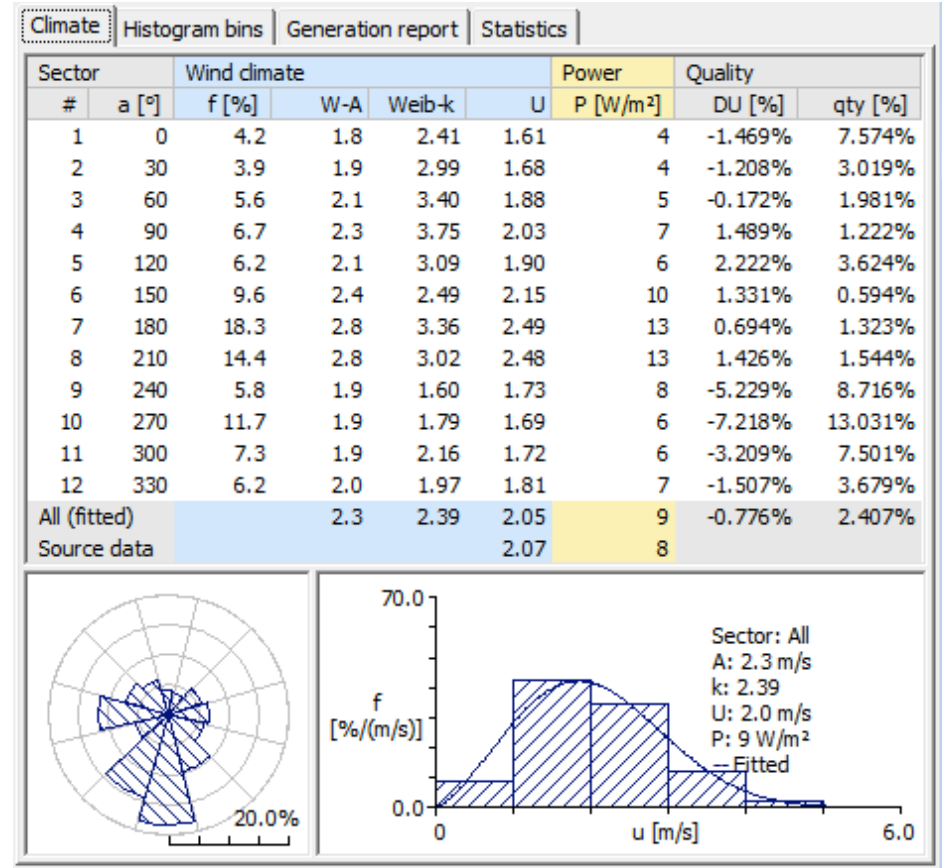 Climate Histogram bins Generation report Statistics
Sector Wind climate Power Quality
# a [°] f [%] W-A Weib-k U P [W/m²] DU [%] qty [%]
1 0 4.2 1.8 2.41 1.61 4 -1.469% 7.574%
2 30 3.9 1.9 2.99 1.68 4 -1.208% 3.019%
3 60 5.6 2.1 3.40 1.88 5 -0.172% 1.981%
4 90 6.7 2.3 3.75 2.03 7 1.489% 1.222%
5 120 6.2 2.1 3.09 1.90 6 2.222% 3.624%
6 150 9.6 2.4 2.49 2.15 10 1.331% 0.594%
7 180 18.3 2.8 3.36 2.49 13 0.694% 1.323%
8 210 14.4 2.8 3.02 2.48 13 1.426% 1.544%
9 240 5.8 1.9 1.60 1.73 8 -5.229% 8.716%
10 270 11.7 1.9 1.79 1.69 6 -7.218% 13.031%
11 300 7.3 1.9 2.16 1.72 6 -3.209% 7.501%
12 330 6.2 2.0 1.97 1.81 7 -1.507% 3.679%
All (fitted) 2.3 2.39 2.05 9 -0.776% 2.407%
Source data 2.07 8
20.0%
70.0
f
[%/(m/s)]
0.0
0 u [m/s] 6.0
Sector: All
A: 2.3 m/s
k: 2.39
U: 2.0 m/s
P: 9 W/m²
Fitted